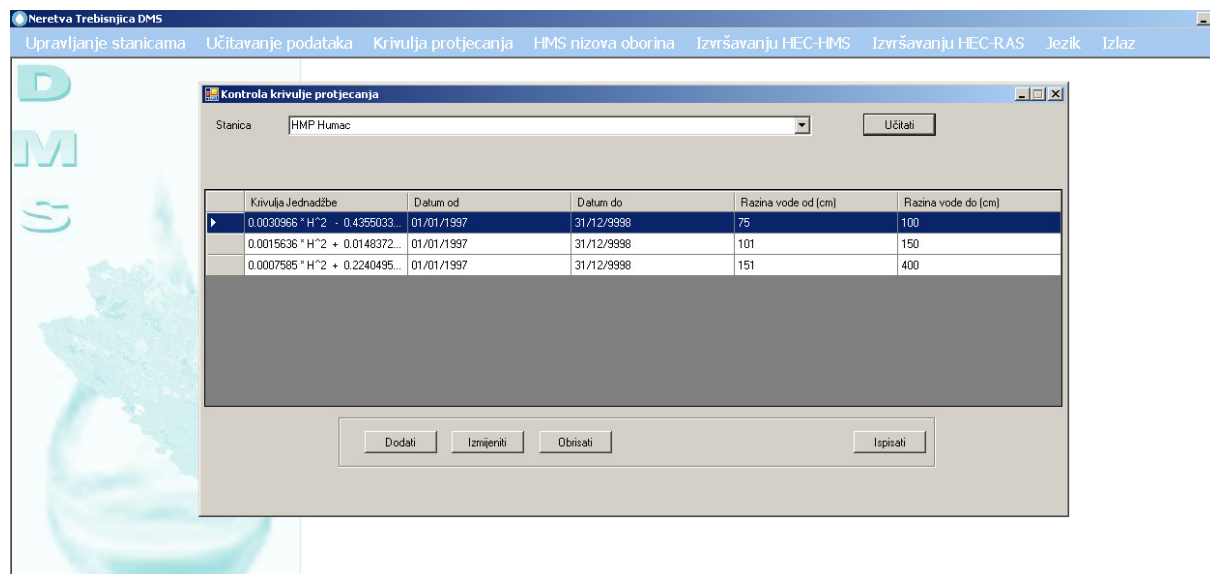 Neretva Trebisnjica DMS
Upravljanje stanicama Učitavanje podataka Krivulja protjecanja HMS nizova oborina Izvršavanju HEC-HMS Izvršavanju HEC-RAS Jezik Izlaz
D
M
S
Kontrola krivulje protjecanja
Stanica HMP Humac Učitati
Krivulja Jednadžbe Datum od Datum do Razina vode od (cm) Razina vode do (cm)
0.0030966 * H^2 - 0.4355033... 01/01/1997 31/12/9998 75 100
0.0015636 * H^2 + 0.0148372... 01/01/1997 31/12/9998 101 150
0.0007585 * H^2 + 0.2240495... 01/01/1997 31/12/9998 151 400
Dodati Izmijeniti Obrisati Ispisati